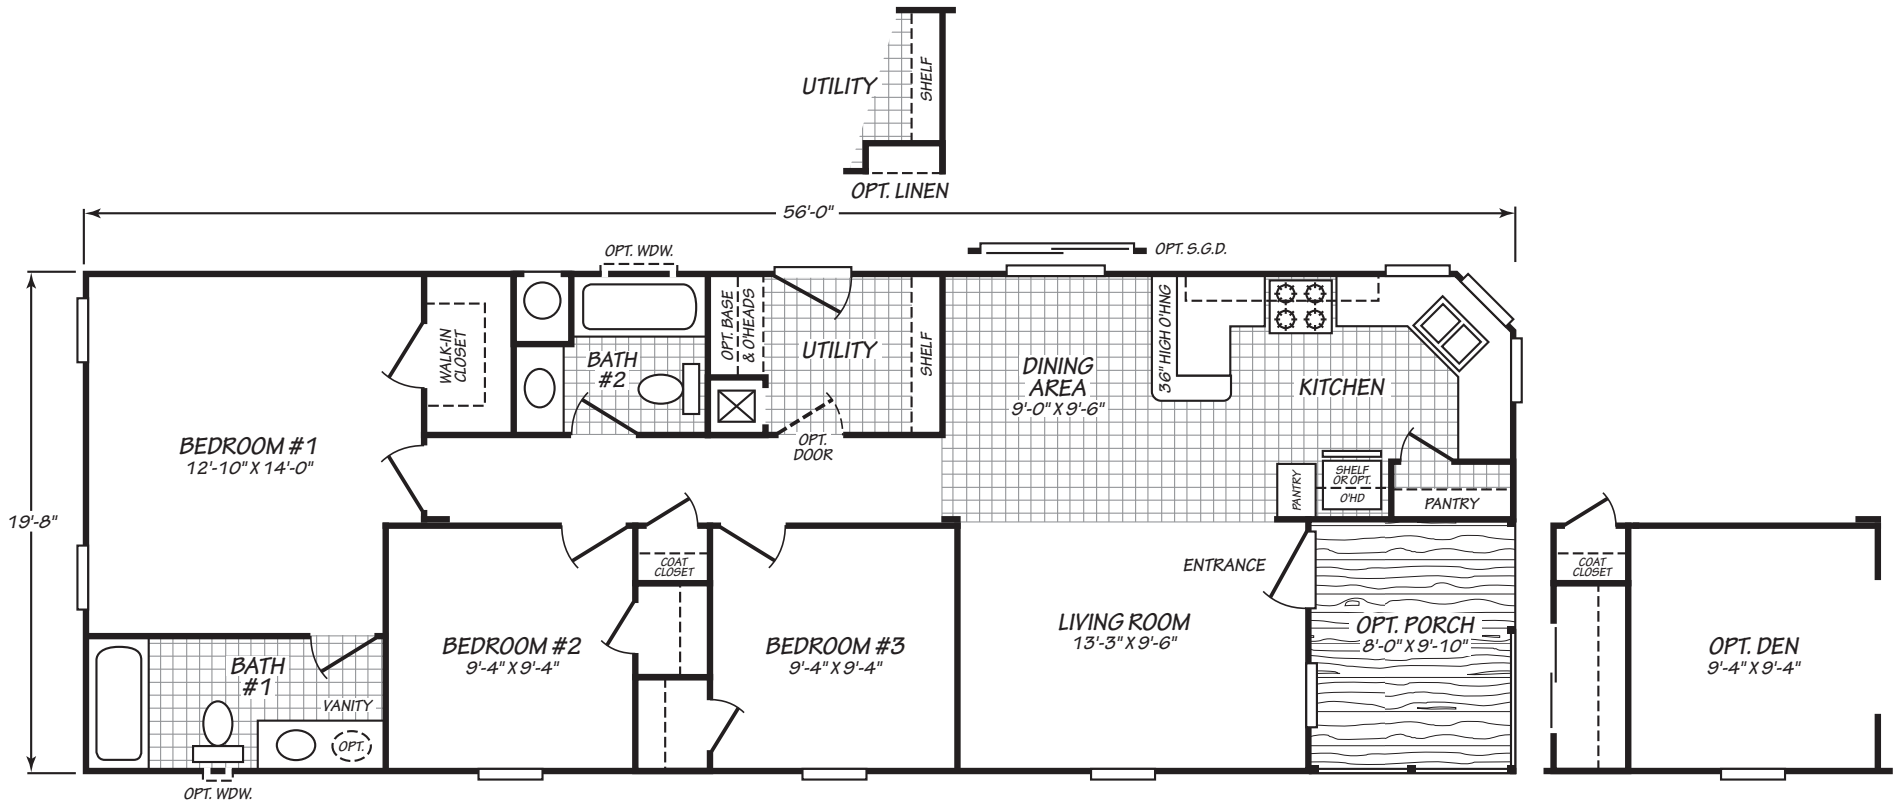 UTILITY
SHELF
OPT. LINEN
56'-0"
OPT. WDW.
OPT. S.G.D.
WALK-IN
CLOSET
BATH
#2
OPT. BASE
& O'HEADS
UTILITY
SHELF
OPT.
DOOR
DINING
AREA
9'-0" X 9'-6"
36" HIGH O'HNG
KITCHEN
BEDROOM #1
12'-10" X 14'-0"
PANTRY
SHELF
OR OPT.
O'HD
PANTRY
19'-8"
COAT
CLOSET
ENTRANCE
COAT
CLOSET
BEDROOM #2
9'-4" X 9'-4"
BEDROOM #3
9'-4" X 9'-4"
LIVING ROOM
13'-3" X 9'-6"
OPT. PORCH
8'-0" X 9'-10"
OPT. DEN
9'-4" X 9'-4"
BATH
#1
VANITY
OPT.
OPT. WDW.